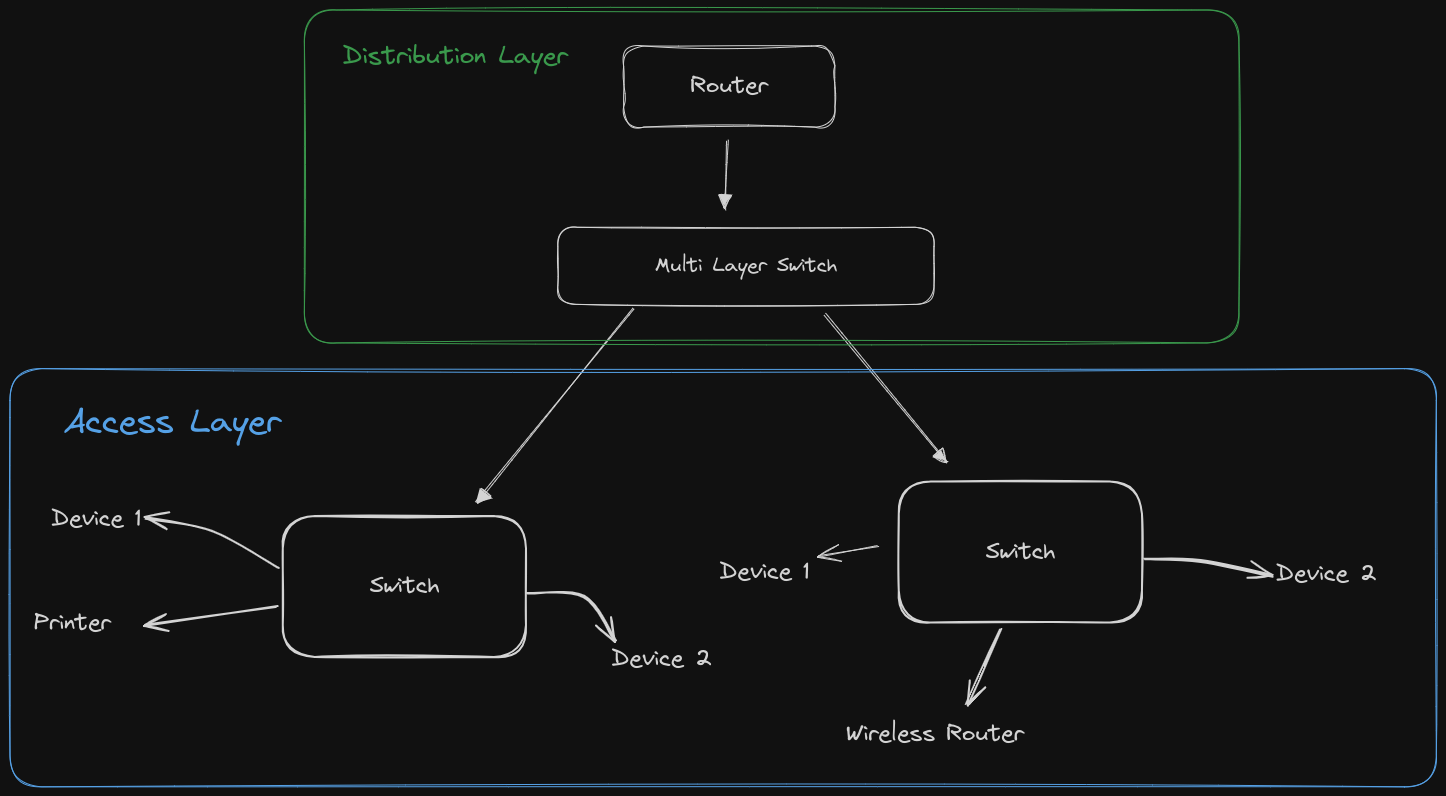 Distribution Layer
Router
Multi Layer Switch
Access Layer
Device 1
Printer
Switch
Device 2
Device 1
Switch
Device 2
Wireless Router